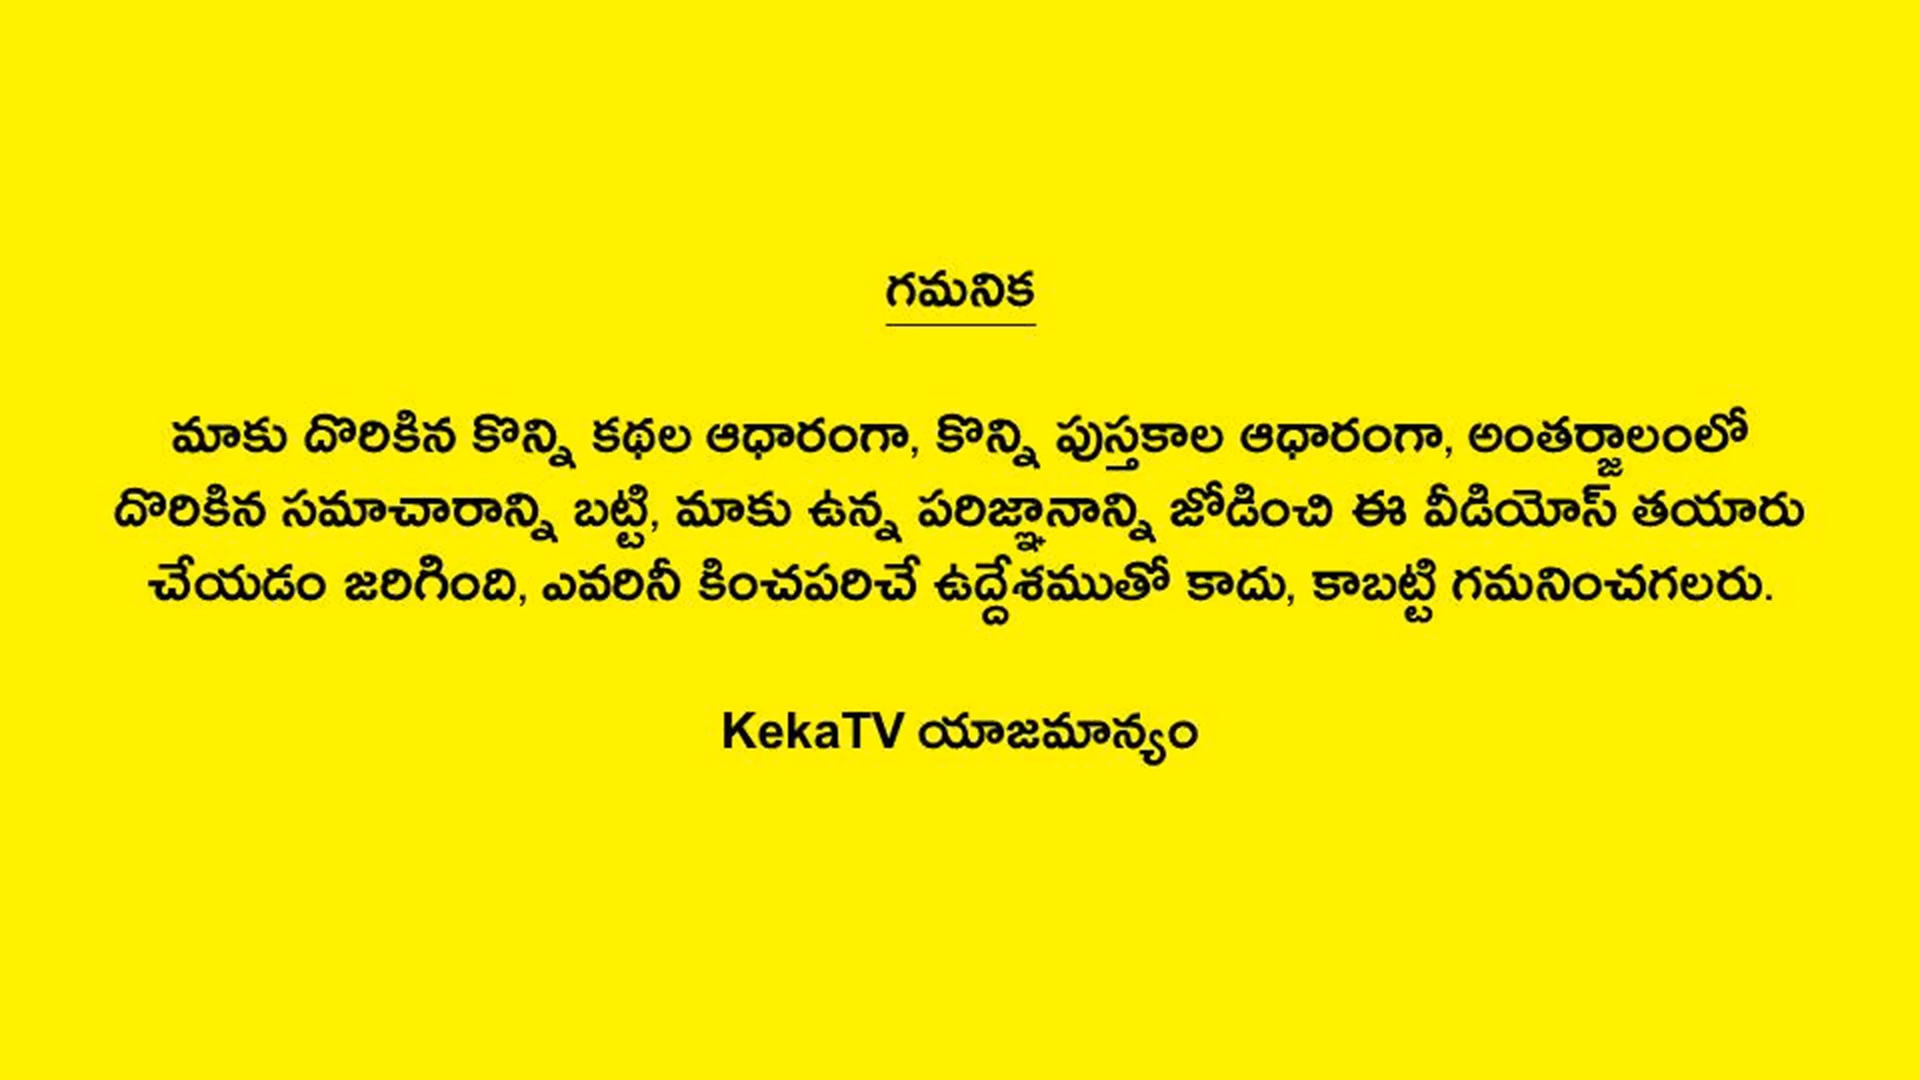 గమనిక
మాకు దొరికిన కొన్ని కథల ఆధారంగా, కొన్ని పుస్తకాల ఆధారంగా, అంతర్జాలంలో
దొరికిన సమాచారాన్ని బట్టి, మాకు ఉన్న పరిజ్ఞానాన్ని జోడించి ఈ వీడియోస్ తయారు
చేయడం జరిగింది, ఎవరినీ కించపరిచే ఉద్దేశముతో కాదు, కాబట్టి గమనించగలరు.
KekaTV యాజమాన్యం